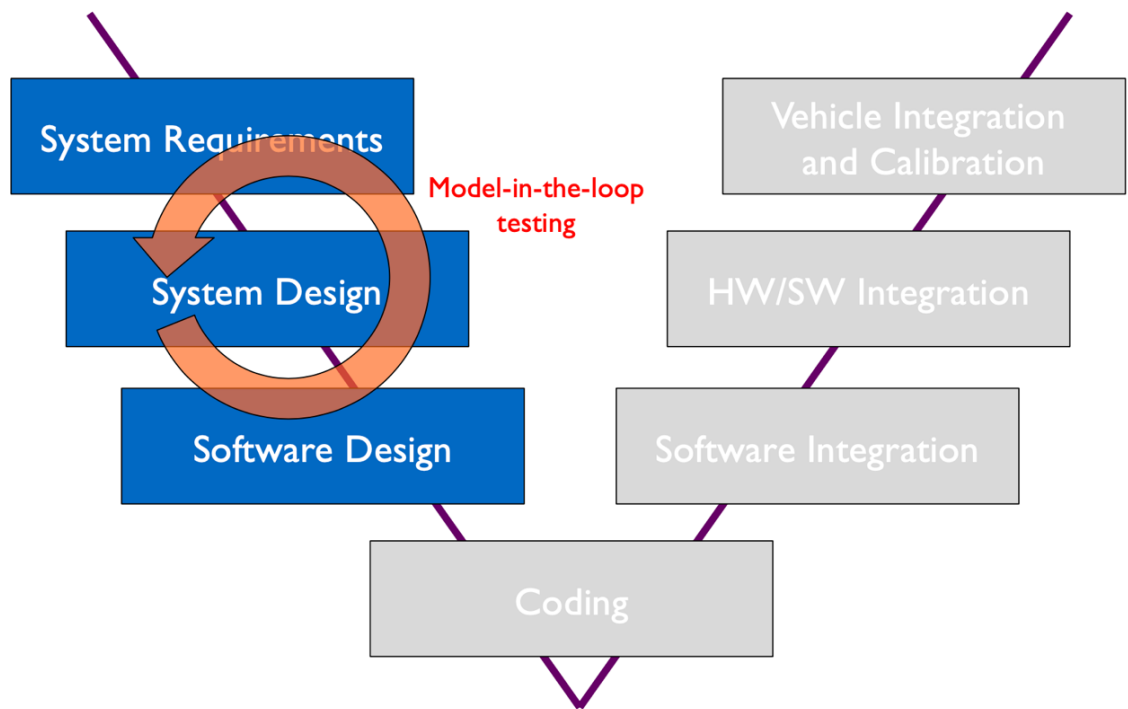 System Requirements
Model-in-the-loop
testing
System Design
Software Design
Coding
Vehicle Integration
and Calibration
HW/SW Integration
Software Integration